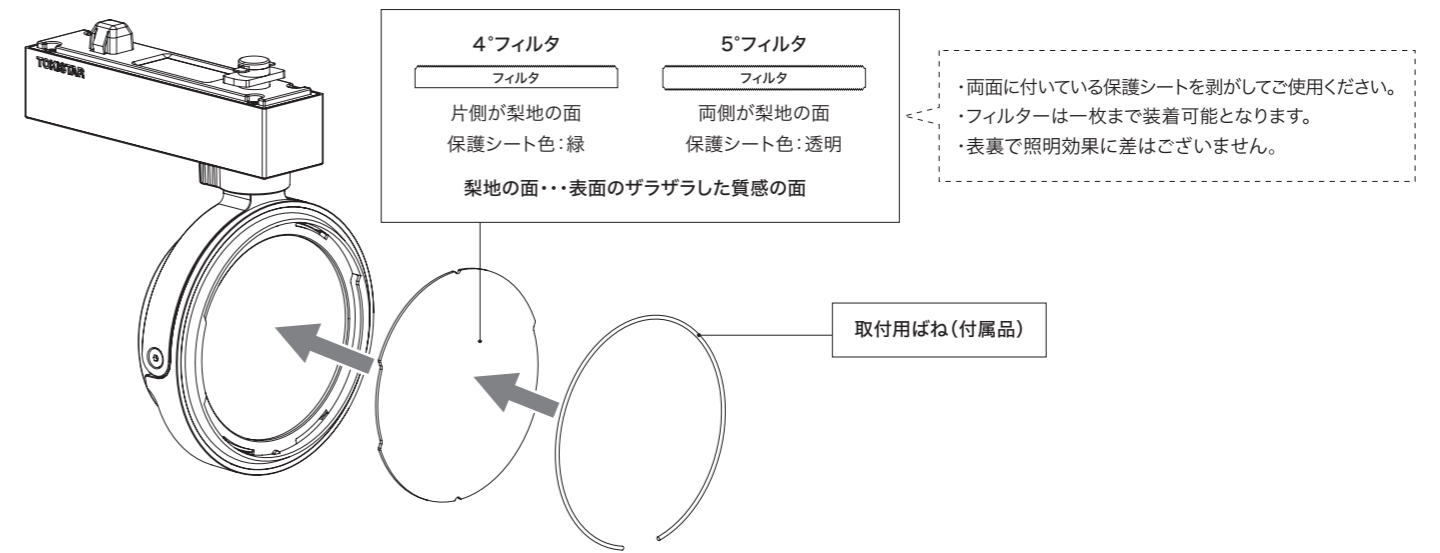 TOKISTAR
4°フィルタ
フィルタ
片側が梨地の面
保護シート色：緑
5°フィルタ
フィルタ
両側が梨地の面
保護シート色：透明
梨地の面・・・表面のザラザラした質感の面
・両面に付いている保護シートを剥がしてご使用ください。
・フィルターは一枚まで装着可能となります。
・表裏で照明効果に差はございません。
取付用ばね（付属品）